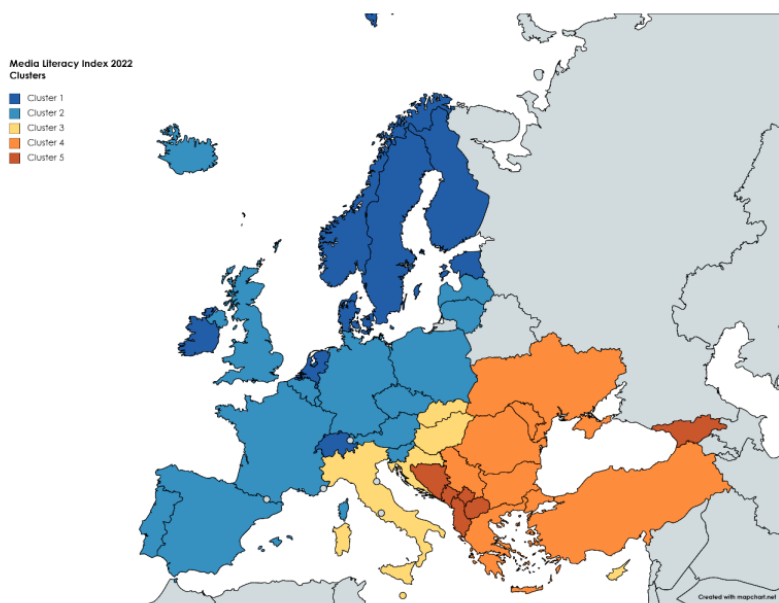 Media Literacy Index 2022
Clusters
Cluster 1
Cluster 2
Cluster 3
Cluster 4
Cluster 5
Created with mapchart.net